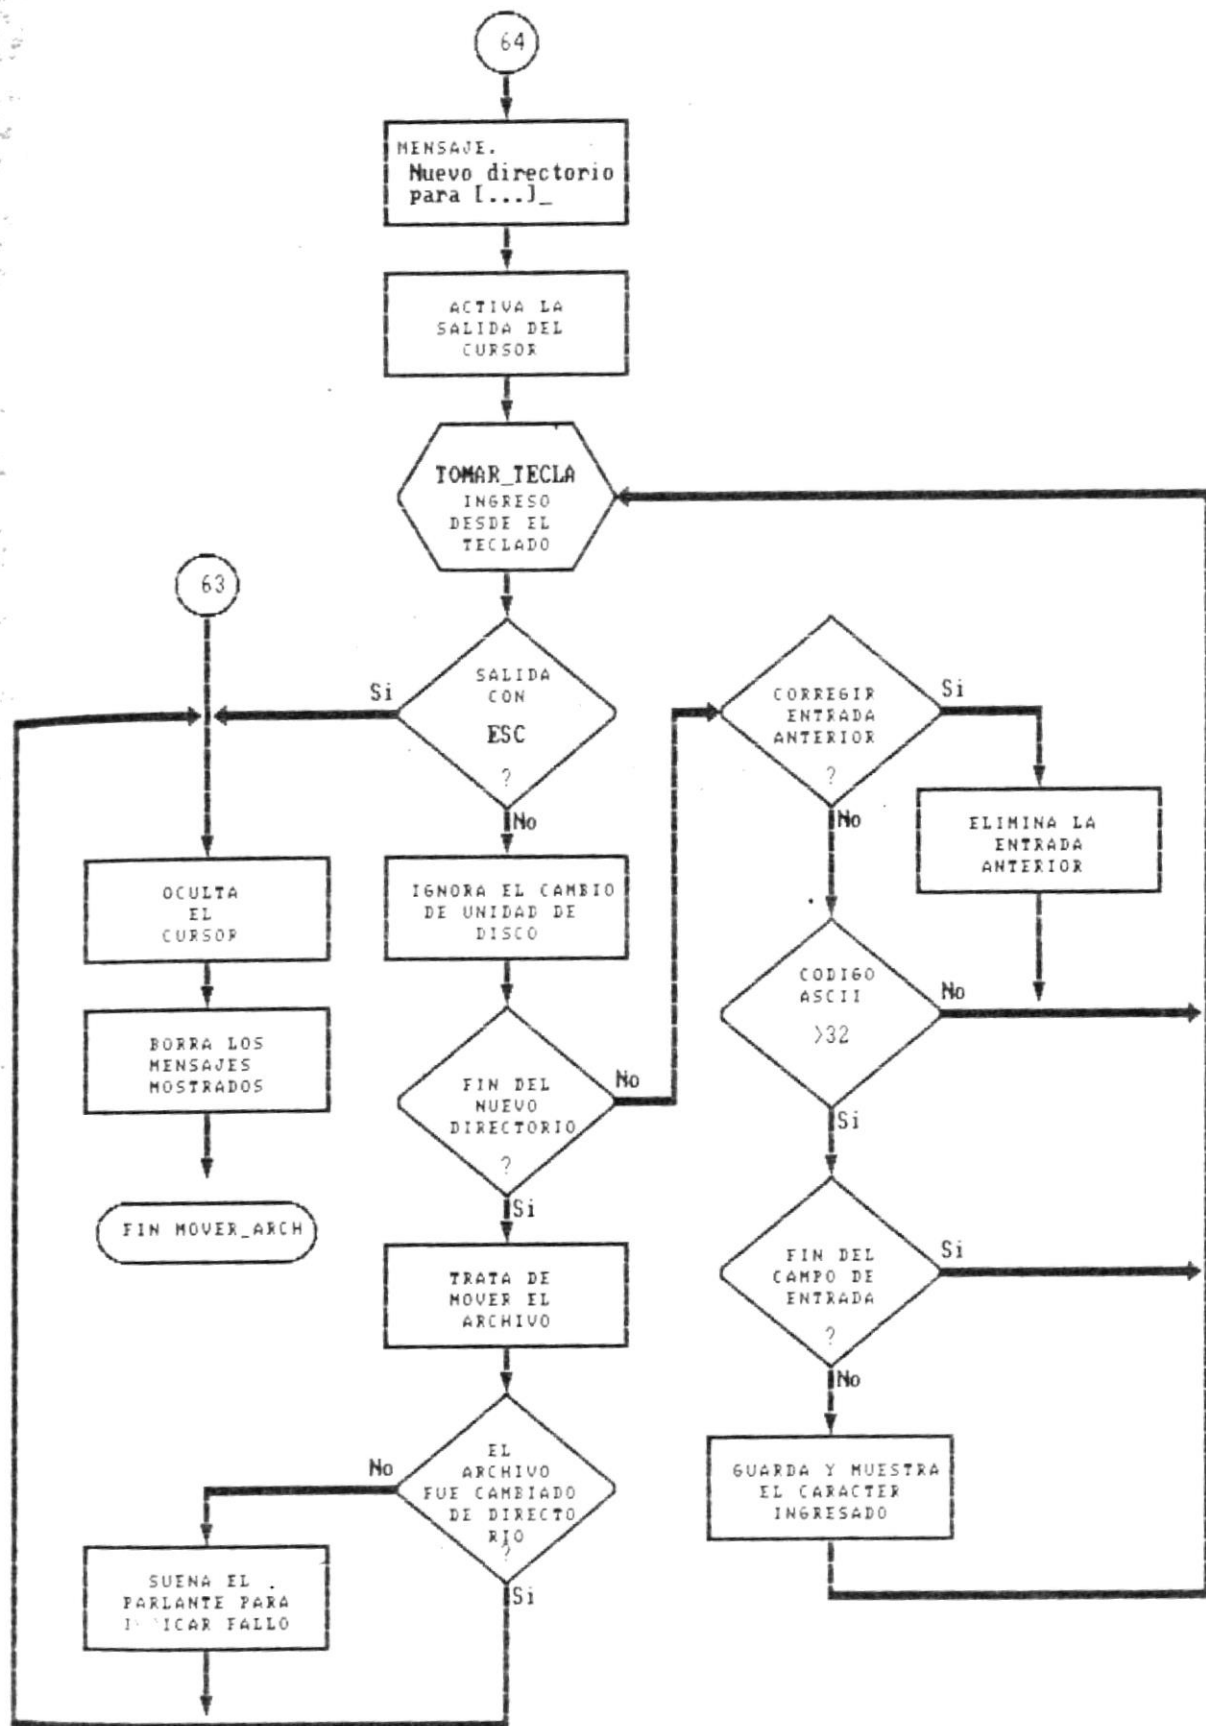 64
MENSAJE.
Nuevo directorio
para [...]_
ACTIVA LA
SALIDA DEL
CURSOR
TOMAR_TECLA
INGRESO
DESDE EL
TECLADO
63
SALIDA
CON
ESC
?
Si
No
CORREGIR
ENTRADA
ANTERIOR
?
Si
No
ELIMINA LA
ENTRADA
ANTERIOR
OCULTA
EL
CURSOR
IGNORA EL CAMBIO
DE UNIDAD DE
DISCO
CODIGO
ASCII
>32
No
Si
BORRA LOS
MENSAJES
MOSTRADOS
FIN DEL
NUEVO
DIRECTORIO
?
No
Si
FIN MOVER_ARCH
FIN DEL
CAMPO DE
ENTRADA
?
Si
No
TRATA DE
MOVER EL
ARCHIVO
EL
ARCHIVO
FUE CAMBIADO
DE DIRECTO
RIO
?
No
Si
GUARDA Y MUESTRA
EL CARACTER
INGRESADO
SUENA EL
PARLANTE PARA
FALLO